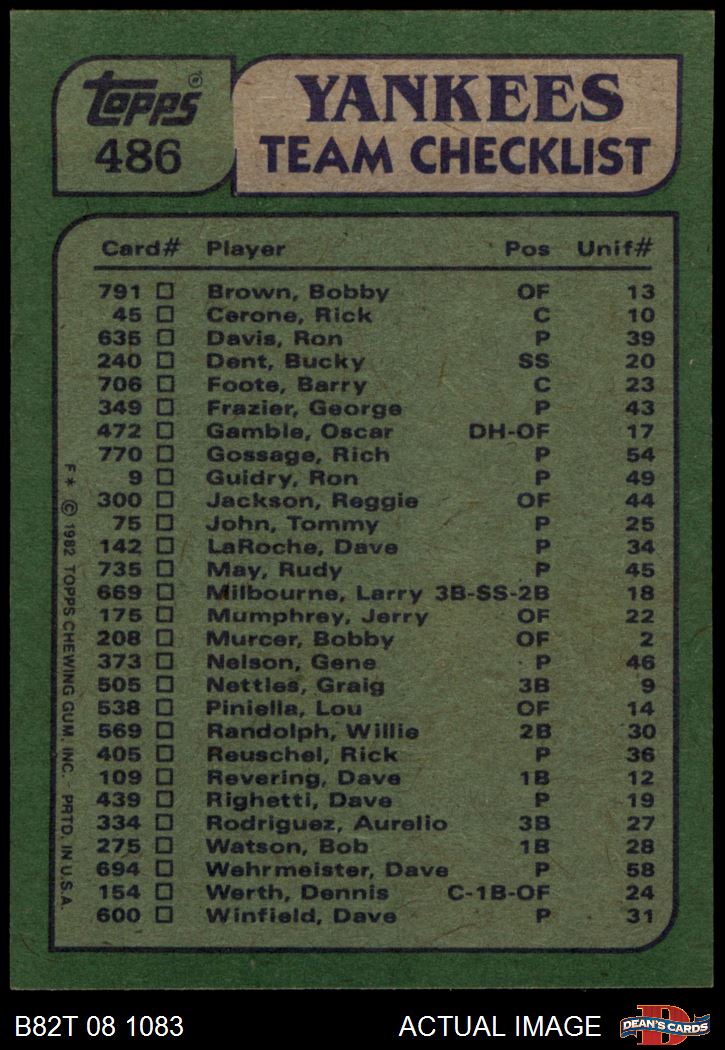 Topps®
486
YANKEES
TEAM CHECKLIST
Card# Player Pos Unif#
791 Brown, Bobby OF 13
45 Cerone, Rick C 10
635 Davis, Ron P 39
240 Dent, Bucky SS 20
706 Foote, Barry C 23
349 Frazier, George P 43
472 Gamble, Oscar DH-OF 17
770 Gossage, Rich P 54
9 Guidry, Ron P 49
300 Jackson, Reggie OF 44
75 John, Tommy P 25
142 LaRoche, Dave P 34
735 May, Rudy P 45
669 Milbourne, Larry 3B-SS-2B 18
175 Mumphrey, Jerry OF 22
208 Murcer, Bobby OF 2
373 Nelson, Gene P 46
505 Nettles, Graig 3B 9
538 Piniella, Lou OF 14
569 Randolph, Willie 2B 30
405 Reuschel, Rick P 36
109 Revering, Dave 1B 12
439 Righetti, Dave P 19
334 Rodriguez, Aurelio 3B 27
275 Watson, Bob 1B 28
694 Wehrmeister, Dave P 58
154 Werth, Dennis C-1B-OF 24
600 Winfield, Dave P 31
F* © 1982 TOPPS CHEWING GUM, INC. PRTD. IN U.S.A.
B82T 08 1083 ACTUAL IMAGE
D
DEAN'S CARDS